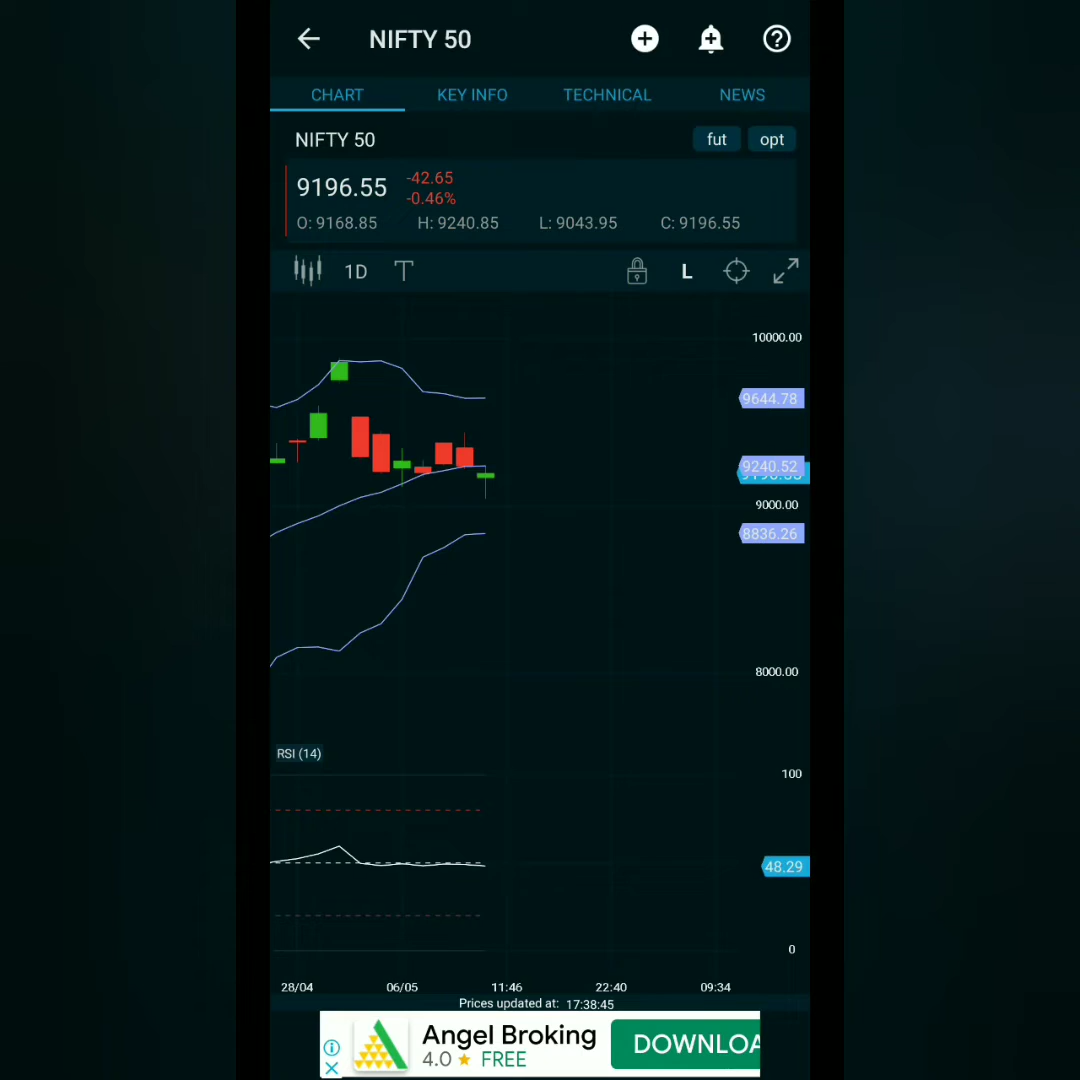 NIFTY 50
CHART KEY INFO TECHNICAL NEWS
NIFTY 50 fut opt
9196.55 -42.65
-0.46%
O: 9168.85 H: 9240.85 L: 9043.95 C: 9196.55
1D T L
10000.00
9644.78
9240.52
9000.00
8836.26
8000.00
RSI (14)
100
48.29
0
28/04 06/05 11:46 22:40 09:34
Prices updated at: 17:38:45
Angel Broking
4.0 ★ FREE
DOWNLOA